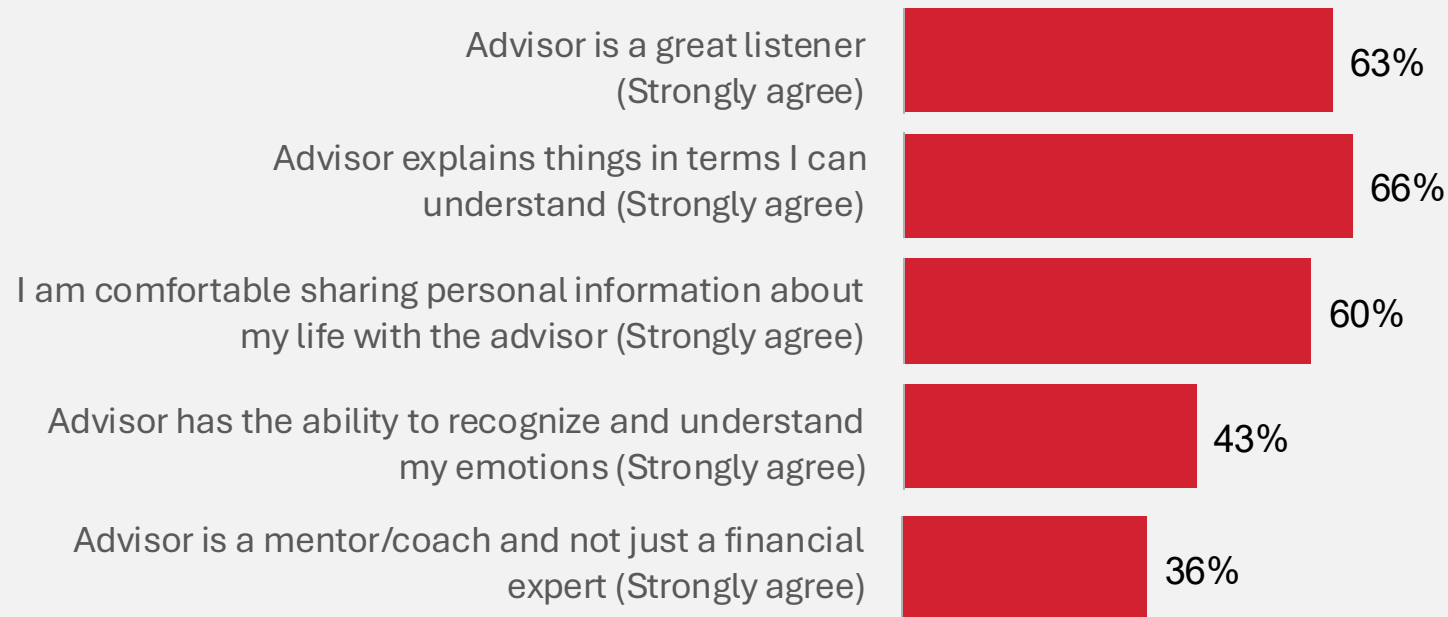 Advisor is a great listener
(Strongly agree)
63%
Advisor explains things in terms I can
understand (Strongly agree)
66%
I am comfortable sharing personal information about
my life with the advisor (Strongly agree)
60%
Advisor has the ability to recognize and understand
my emotions (Strongly agree)
43%
Advisor is a mentor/coach and not just a financial
expert (Strongly agree)
36%